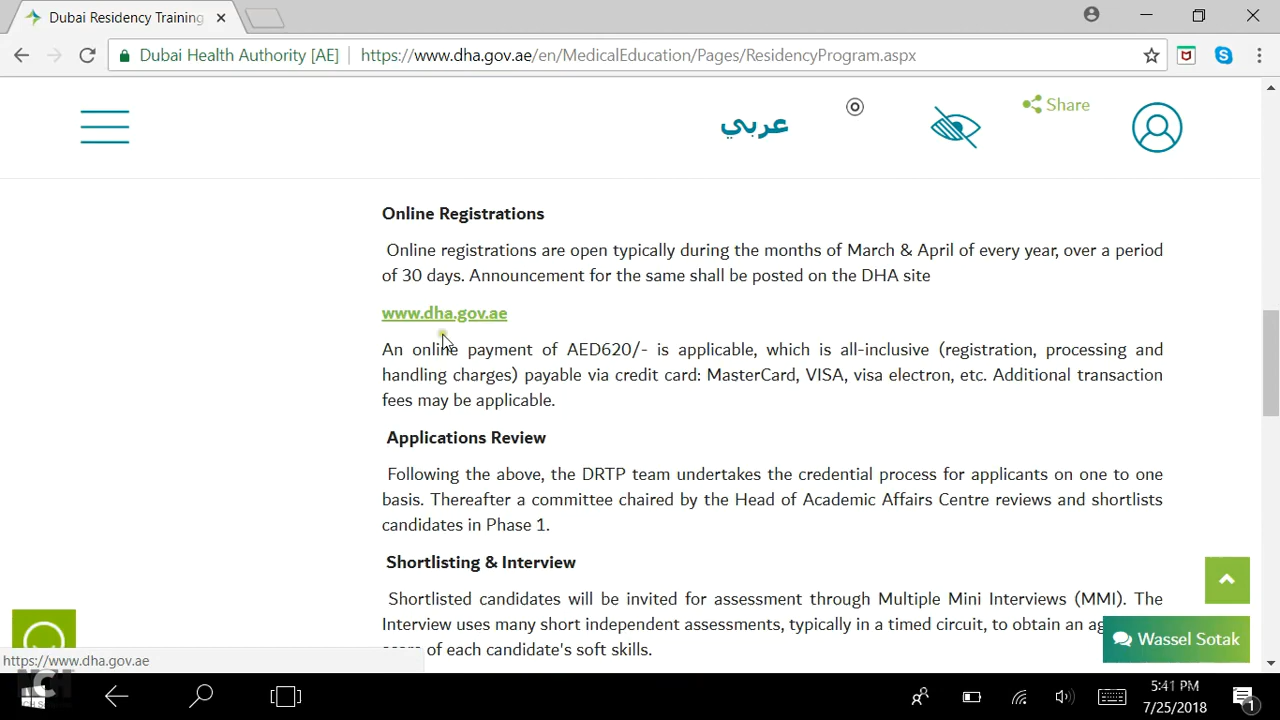 Dubai Residency Training
Dubai Health Authority [AE]
https://www.dha.gov.ae/en/MedicalEducation/Pages/ResidencyProgram.aspx
عربي
Share
Online Registrations
Online registrations are open typically during the months of March & April of every year, over a period
of 30 days. Announcement for the same shall be posted on the DHA site
www.dha.gov.ae
An online payment of AED620/- is applicable, which is all-inclusive (registration, processing and
handling charges) payable via credit card: MasterCard, VISA, visa electron, etc. Additional transaction
fees may be applicable.
Applications Review
Following the above, the DRTP team undertakes the credential process for applicants on one to one
basis. Thereafter a committee chaired by the Head of Academic Affairs Centre reviews and shortlists
candidates in Phase 1.
Shortlisting & Interview
Shortlisted candidates will be invited for assessment through Multiple Mini Interviews (MMI). The
Interview uses many short independent assessments, typically in a timed circuit, to obtain an
of each candidate's soft skills.
Wassel Sotak
https://www.dha.gov.ae
5:41 PM
7/25/2018
1